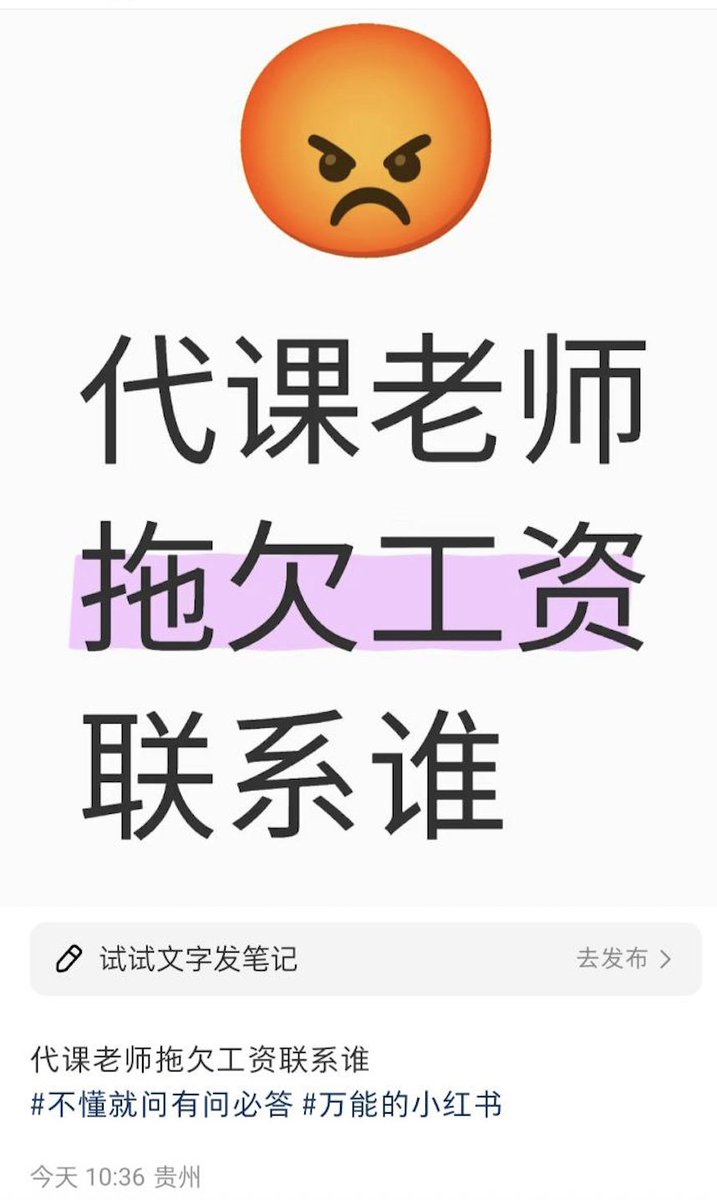 代课老师
拖欠工资
联系谁
试试文字发笔记 去发布
代课老师拖欠工资联系谁
#不懂就问有问必答 #万能的小红书
今天 10:36 贵州